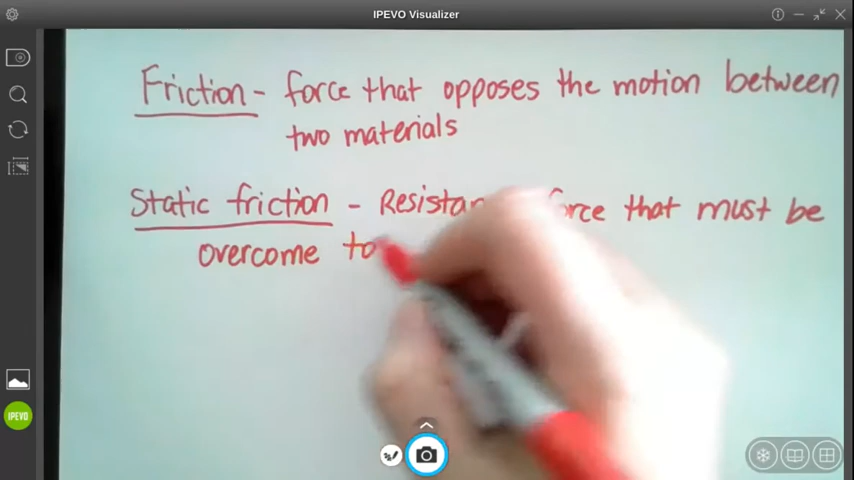 IPEVO Visualizer
Friction - force that opposes the motion between
two materials
Static friction - force that must be
overcome to
IPEVO